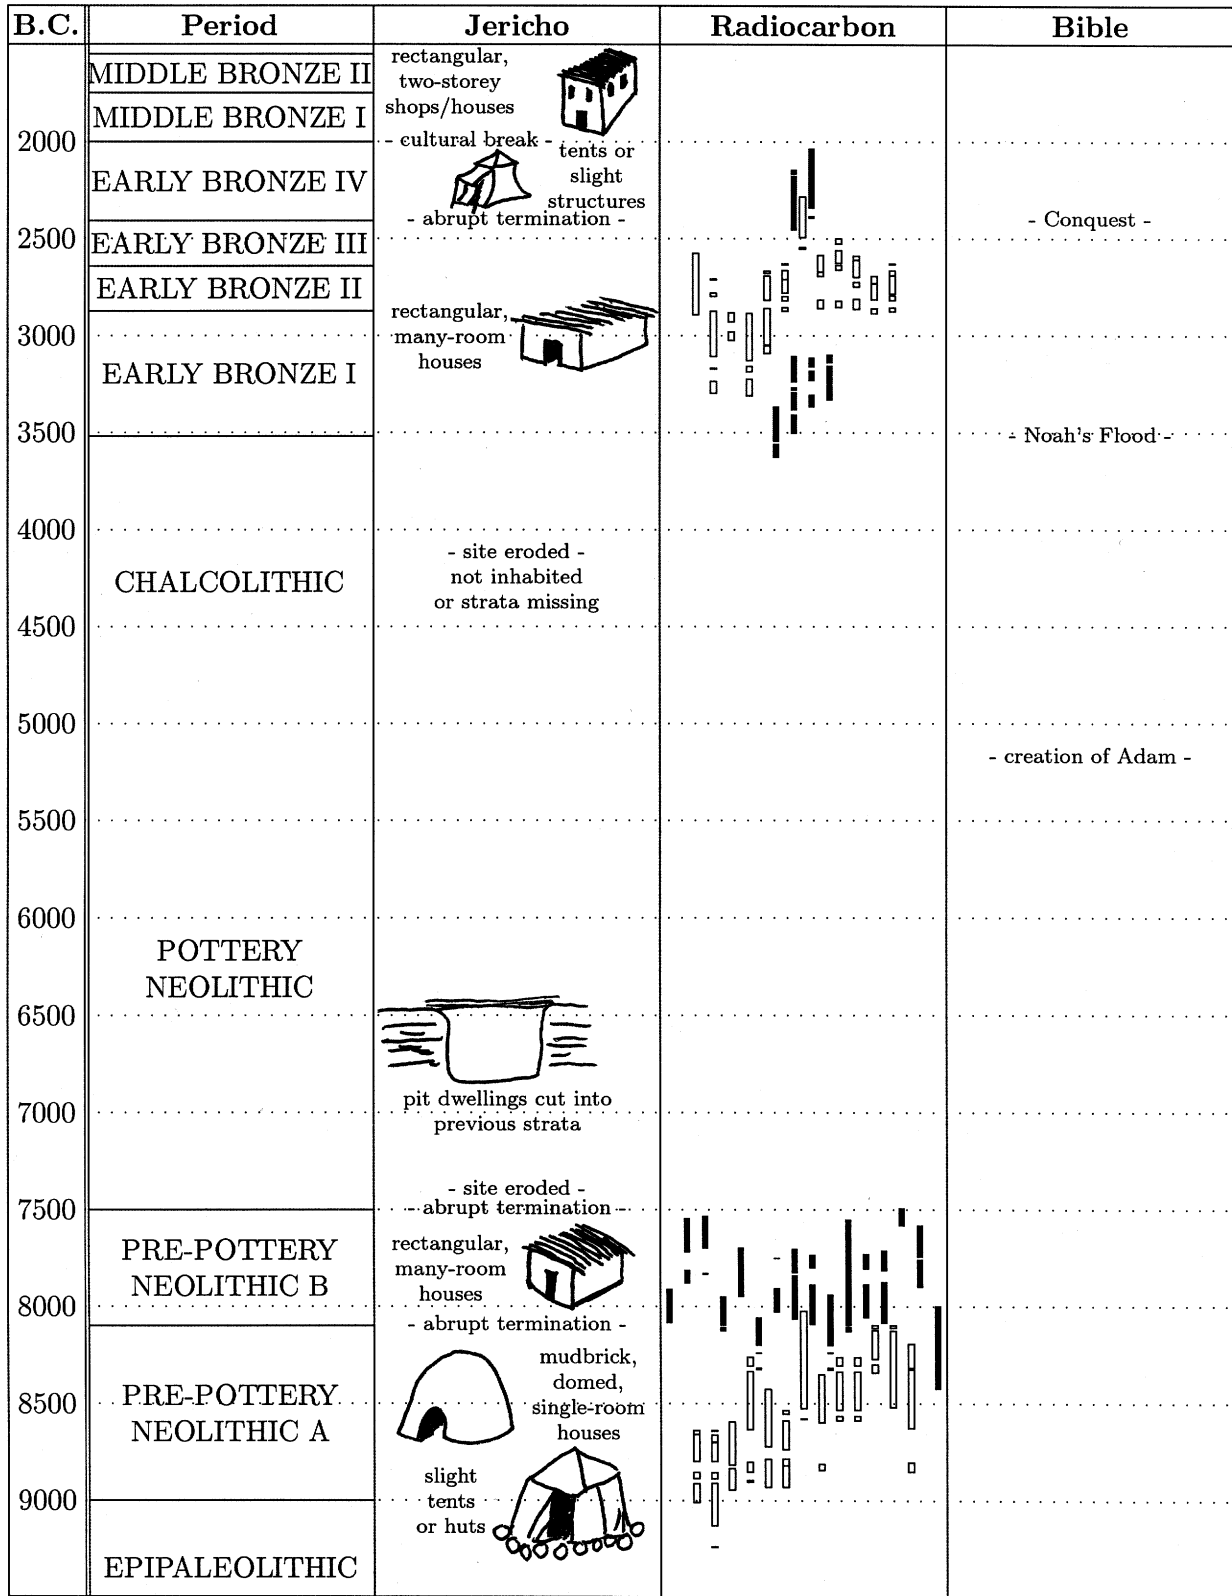 B.C. Period Jericho Radiocarbon Bible
MIDDLE BRONZE II
MIDDLE BRONZE I
rectangular,
two-storey
shops/houses
2000
- cultural break -
EARLY BRONZE IV
tents or
slight
structures
- abrupt termination -
- Conquest -
EARLY BRONZE III
2500
EARLY BRONZE II
rectangular,
many-room
houses
3000
EARLY BRONZE I
3500
- Noah's Flood -
4000
CHALCOLITHIC
- site eroded -
not inhabited
or strata missing
4500
5000
- creation of Adam -
5500
6000
POTTERY
NEOLITHIC
6500
pit dwellings cut into
previous strata
7000
- site eroded -
7500
- abrupt termination -
PRE-POTTERY
NEOLITHIC B
rectangular,
many-room
houses
8000
- abrupt termination -
PRE-POTTERY
NEOLITHIC A
mudbrick,
domed,
single-room
houses
8500
slight
tents
or huts
9000
EPIPALEOLITHIC